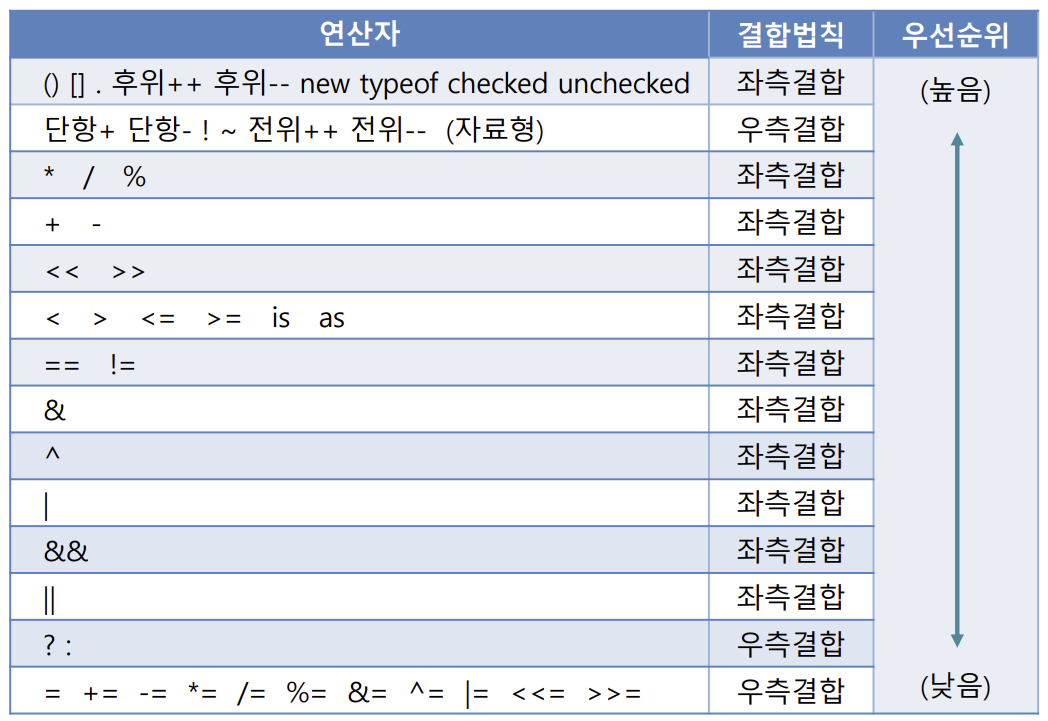 연산자 결합법칙 우선순위
() [] . 후위++ 후위-- new typeof checked unchecked 좌측결합 (높음)
단항+ 단항- ! ~ 전위++ 전위-- (자료형) 우측결합
* / % 좌측결합
+ - 좌측결합
<< >> 좌측결합
< > <= >= is as 좌측결합
== != 좌측결합
& 좌측결합
^ 좌측결합
| 좌측결합
&& 좌측결합
|| 좌측결합
? : 우측결합
= += -= *= /= %= &= ^= |= <<= >>= 우측결합 (낮음)